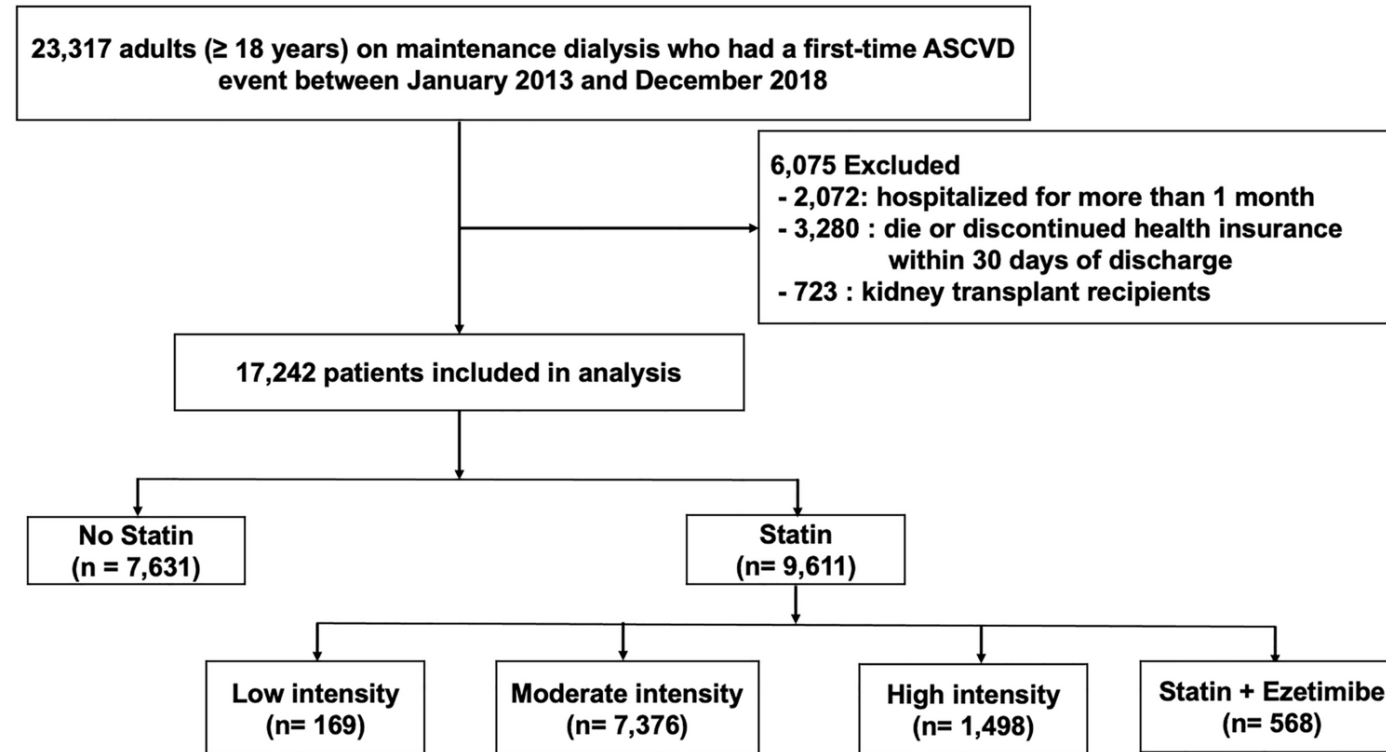 23,317 adults (≥ 18 years) on maintenance dialysis who had a first-time ASCVD
event between January 2013 and December 2018
6,075 Excluded
- 2,072: hospitalized for more than 1 month
- 3,280 : die or discontinued health insurance
within 30 days of discharge
- 723 : kidney transplant recipients
17,242 patients included in analysis
No Statin
(n = 7,631)
Statin
(n= 9,611)
Low intensity
(n= 169)
Moderate intensity
(n= 7,376)
High intensity
(n= 1,498)
Statin + Ezetimibe
(n= 568)